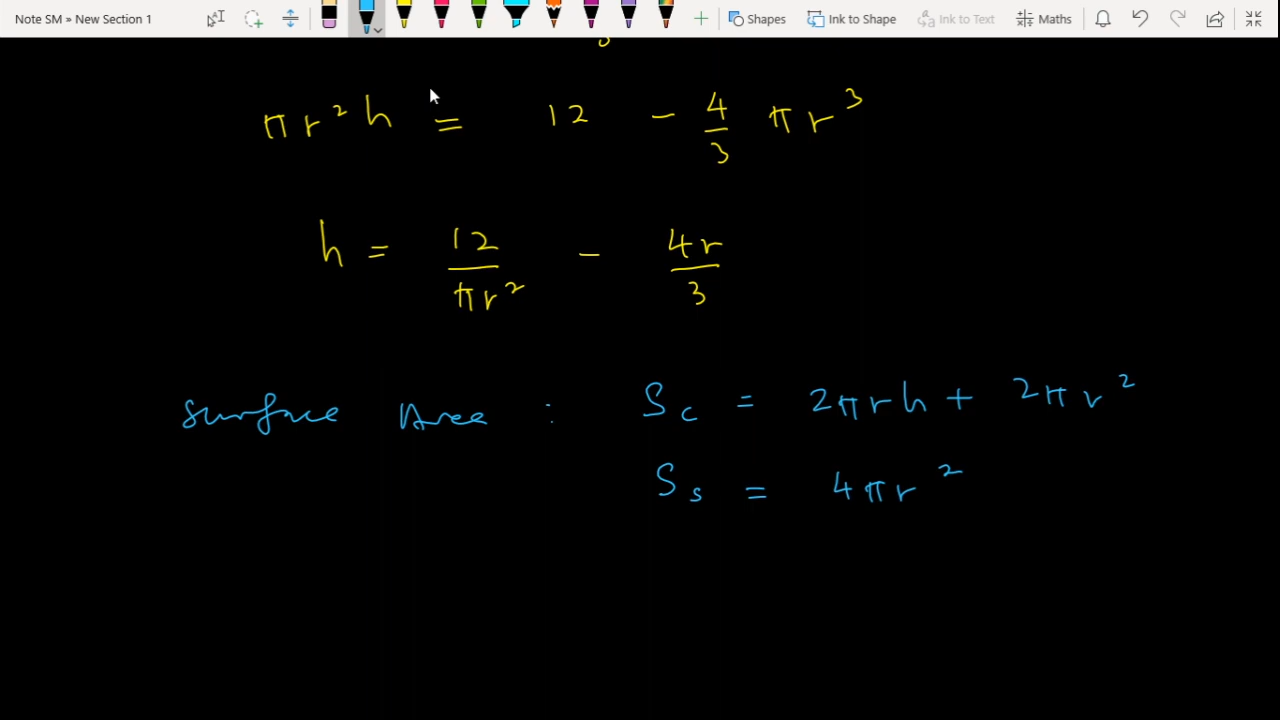 Note SM » New Section 1 Shapes Ink to Shape Ink to Text Maths
πr²h = 12 - 4/3 πr³
h = 12/πr² - 4r/3
Surface Area : Sc = 2πrh + 2πr²
Ss = 4πr²